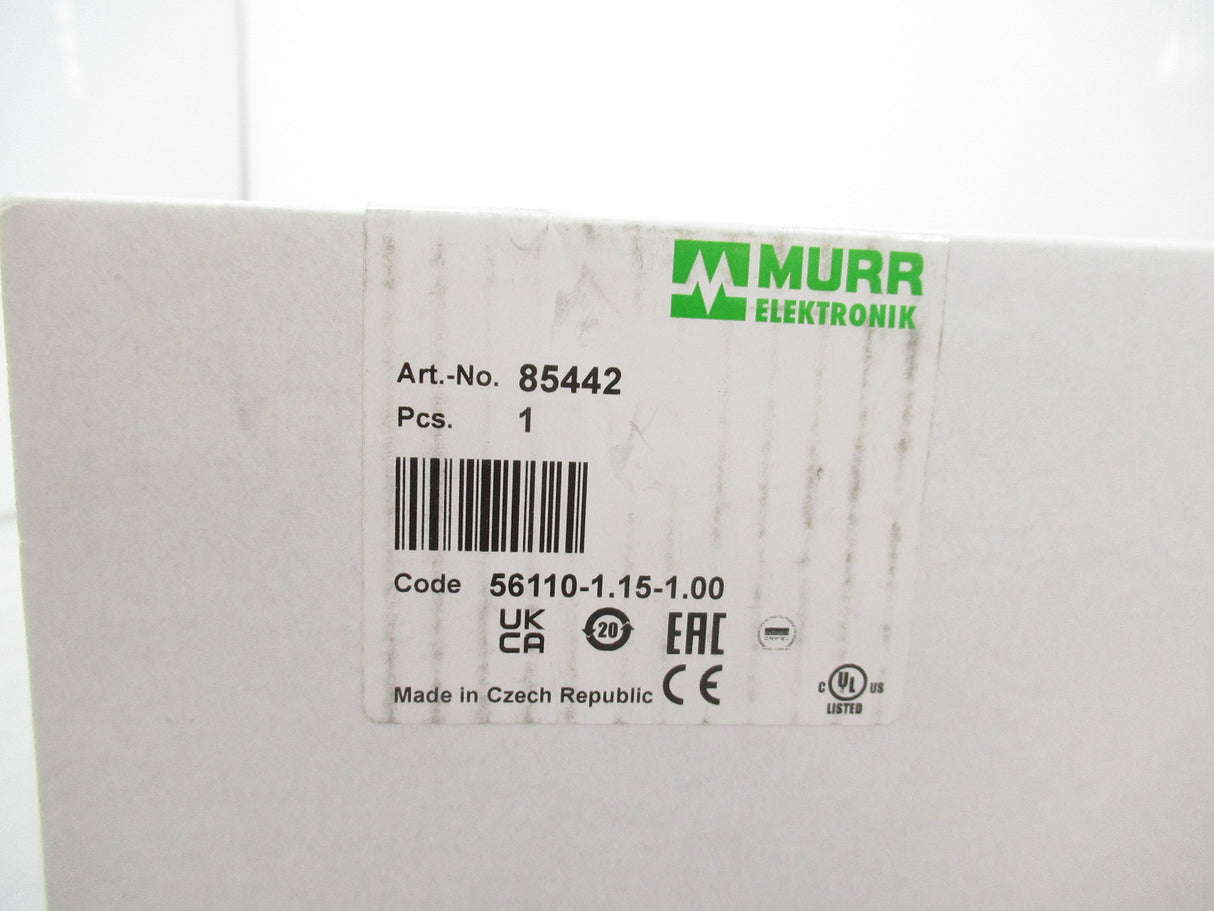 MURR
ELEKTRONIK
Art.-No. 85442
Pcs. 1
Code 56110-1.15-1.00
UK
CA
20
EAC
Made in Czech Republic CE
C UL US
LISTED